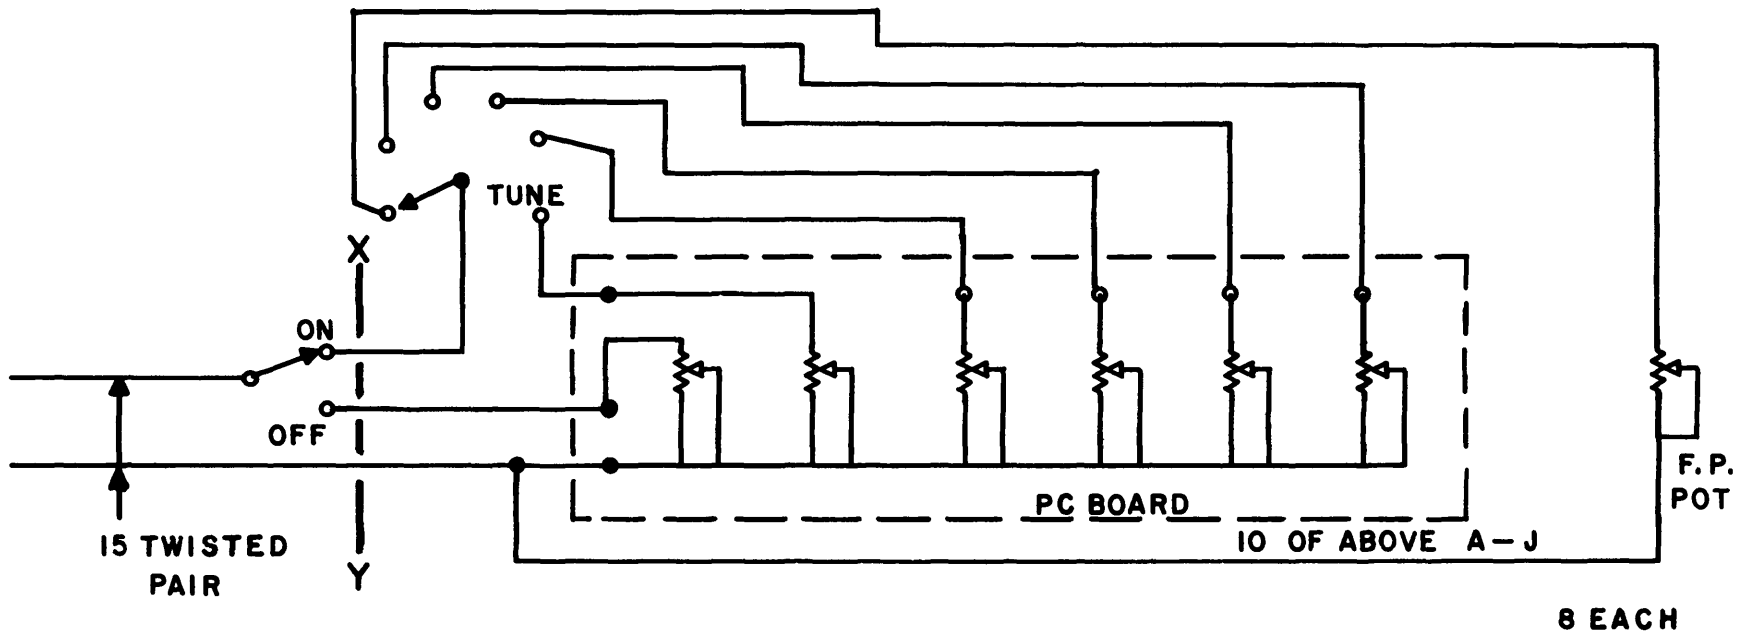 TUNE
X
ON
OFF
F.P.
POT
PC BOARD
15 TWISTED
PAIR
10 OF ABOVE A–J
Y
8 EACH